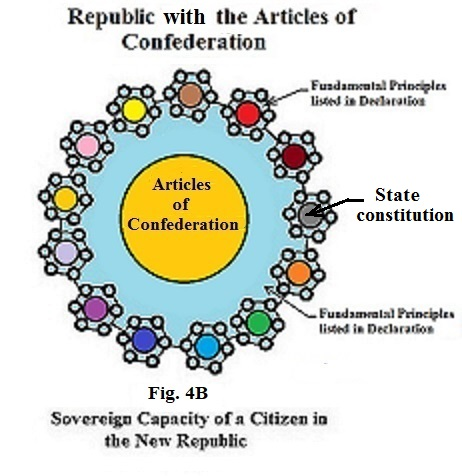 Republic with the Articles of
Confederation
Fundamental Principles
listed in Declaration
Articles
of
Confederation
State
constitution
Fundamental Principles
listed in Declaration
Fig. 4B
Sovereign Capacity of a Citizen in
the New Republic